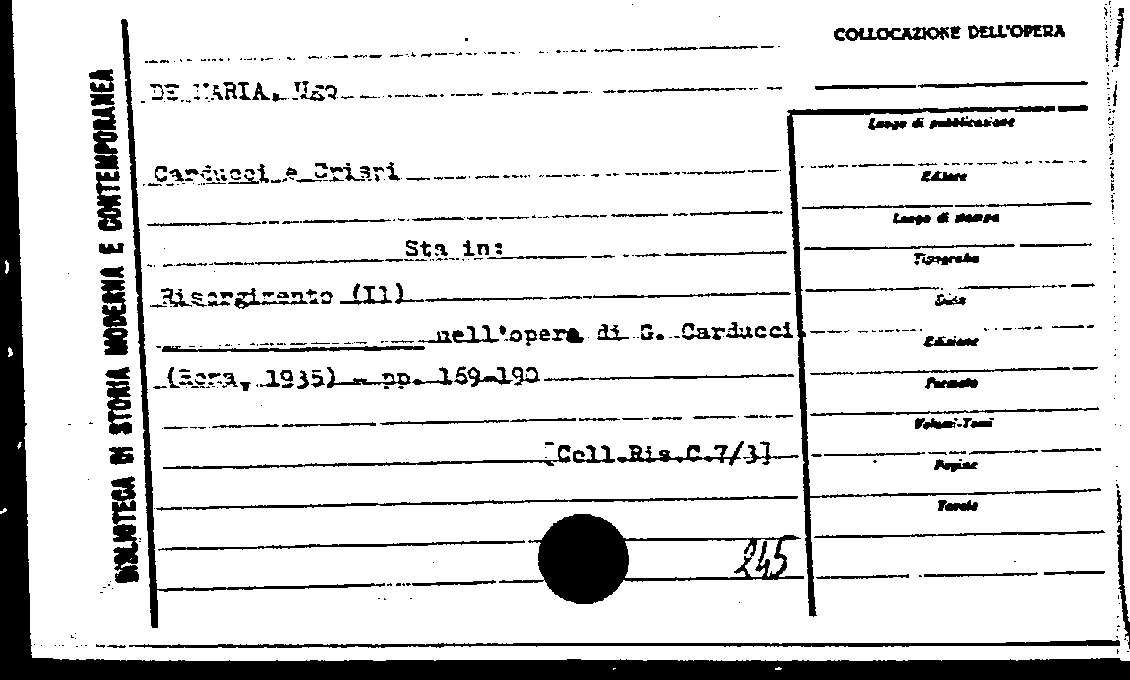 COLLOCAZIONE DELL'OPERA
BIBLIOTECA DI STORIA MODERNA E CONTEMPORANEA
DE MARIA, Ugo
Carducci e Crispi
Sta in:
Risorgimento (Il)
nell'opera di G. Carducci
(Roma, 1935) - pp. 169-190
[Coll.Ris.C.7/3]
245
Luogo di pubblicazione
Editore
Luogo di stampa
Tipografia
Data
Edizione
Formato
Volumi-Tomi
Pagine
Tavole